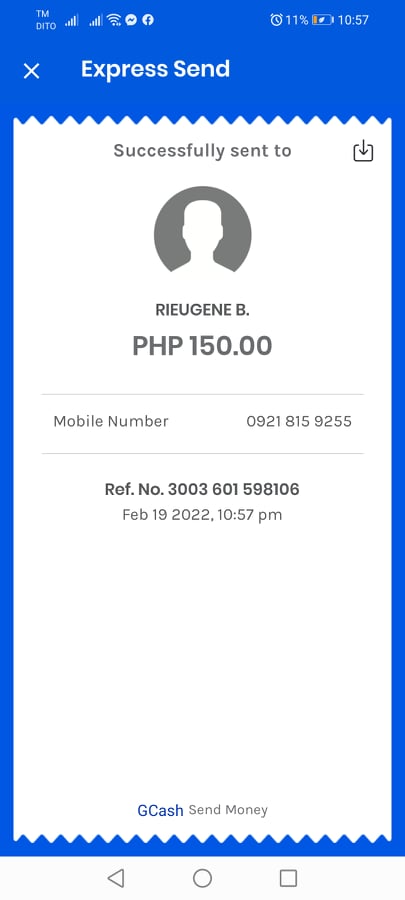 TM
DITO
11%
10:57
Express Send
Successfully sent to
RIEUGENE B.
PHP 150.00
Mobile Number 0921 815 9255
Ref. No. 3003 601 598106
Feb 19 2022, 10:57 pm
GCash Send Money